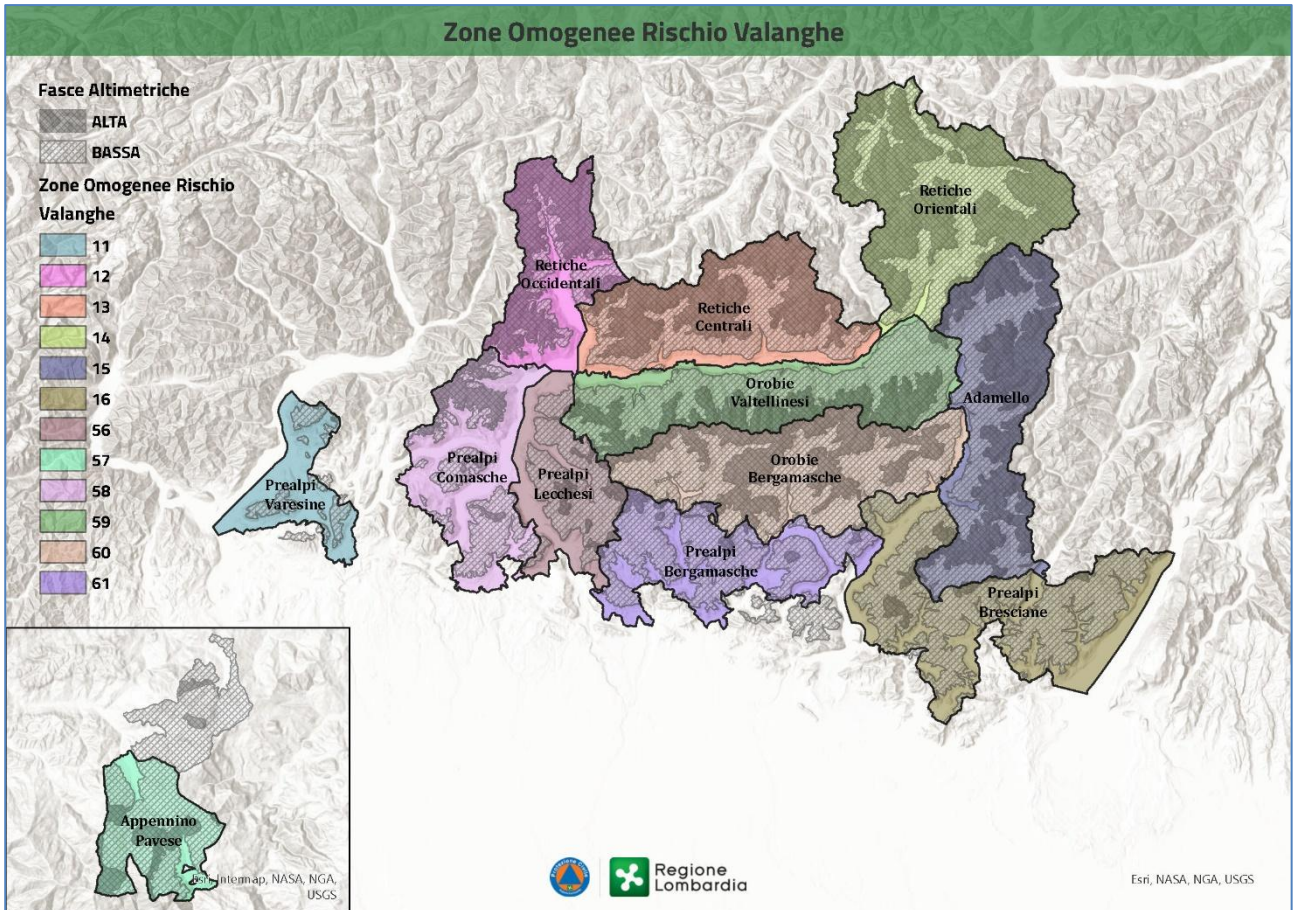 Zone Omogenee Rischio Valanghe
Fasce Altimetriche
ALTA
BASSA
Zone Omogenee Rischio
Valanghe
11
12
13
14
15
16
56
57
58
59
60
61
Retiche
Orientali
Retiche
Occidentali
Retiche
Centrali
Orobie
Valtellinesi
Adamello
Prealpi
Comasche
Prealpi
Lecchesi
Orobie
Bergamasche
Prealpi
Varesine
Prealpi
Bergamasche
Prealpi
Bresciane
Appennino
Pavese
Esri, Intermap, NASA, NGA,
USGS
Regione
Lombardia
Esri, NASA, NGA, USGS